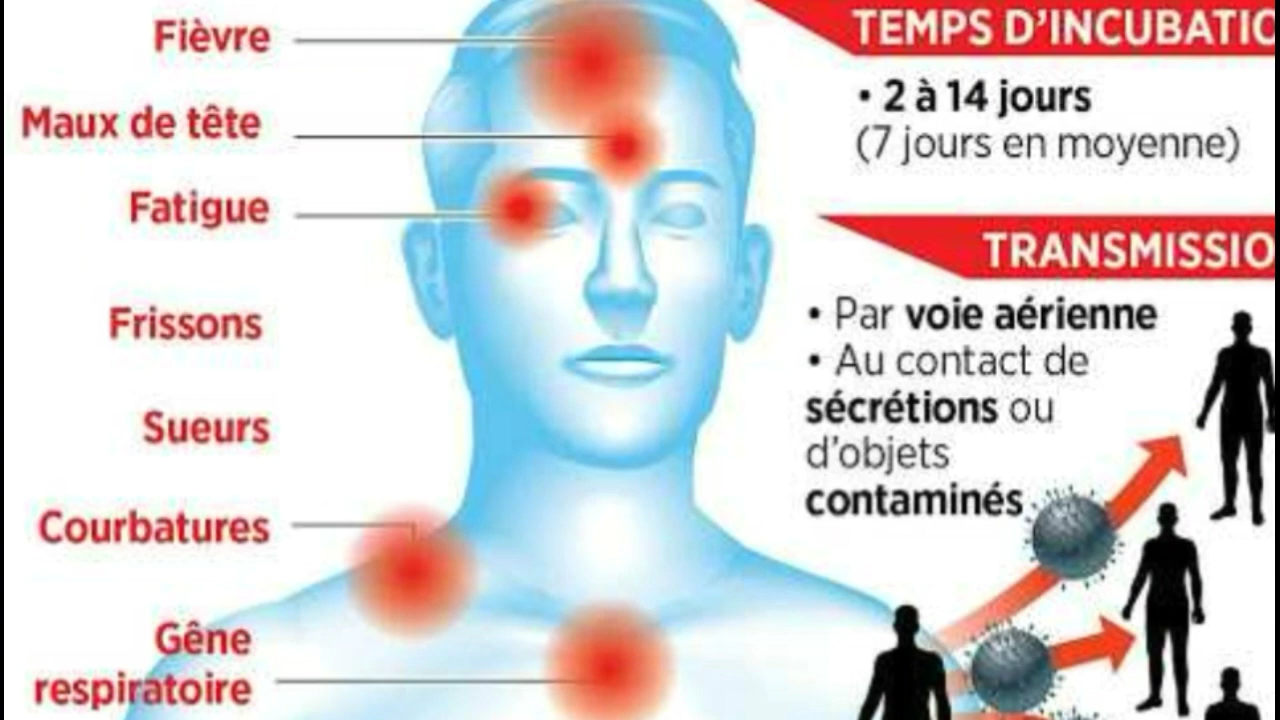 Fièvre
Maux de tête
Fatigue
Frissons
Sueurs
Courbatures
Gêne
respiratoire
TEMPS D'INCUBATIO
• 2 à 14 jours
(7 jours en moyenne)
TRANSMISSIO
• Par voie aérienne
• Au contact de
sécrétions ou
d'objets
contaminés